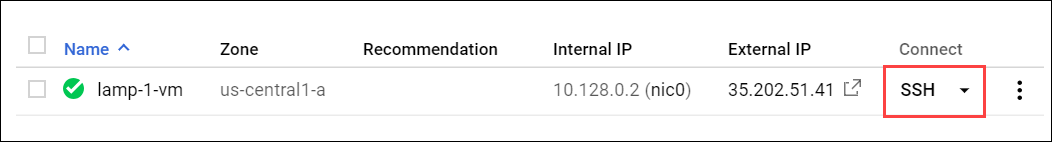 Name Zone Recommendation Internal IP External IP Connect
lamp-1-vm us-central1-a 10.128.0.2 (nic0) 35.202.51.41 SSH